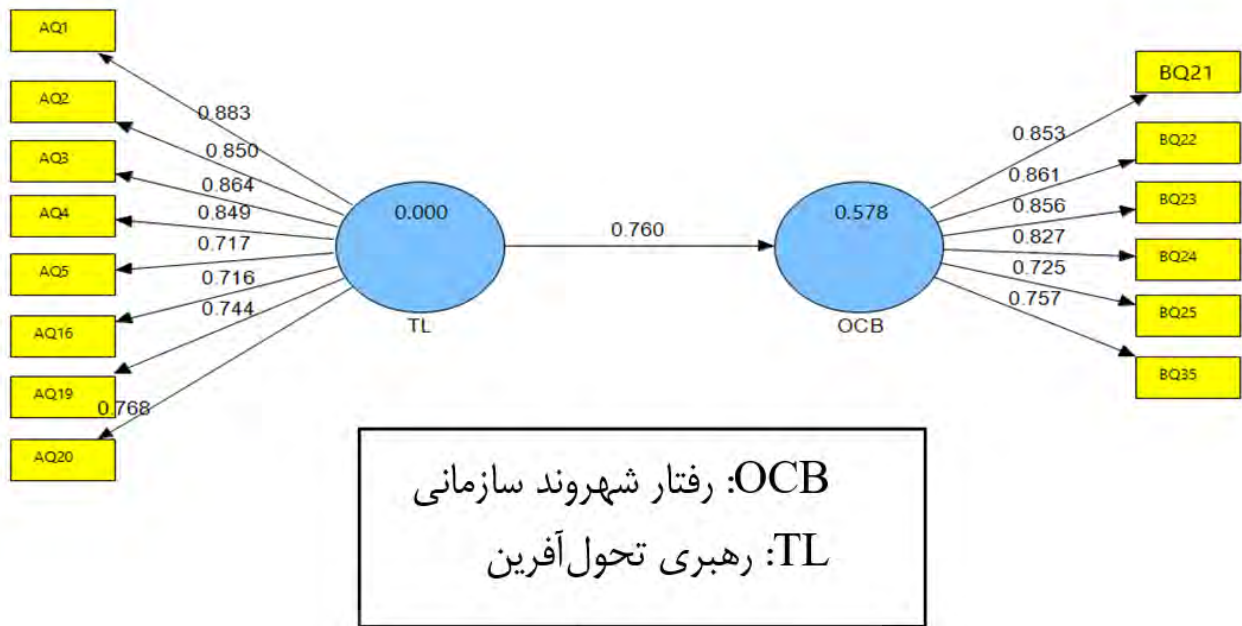 AQ1
AQ2
AQ3
AQ4
AQ5
AQ16
AQ19
AQ20
0.883
0.850
0.864
0.849
0.717
0.716
0.744
0.768
0.000
TL
0.760
0.578
OCB
0.853
0.861
0.856
0.827
0.725
0.757
BQ21
BQ22
BQ23
BQ24
BQ25
BQ35
OCB: رفتار شهروند سازمانی
TL: رهبری تحول‌آفرین